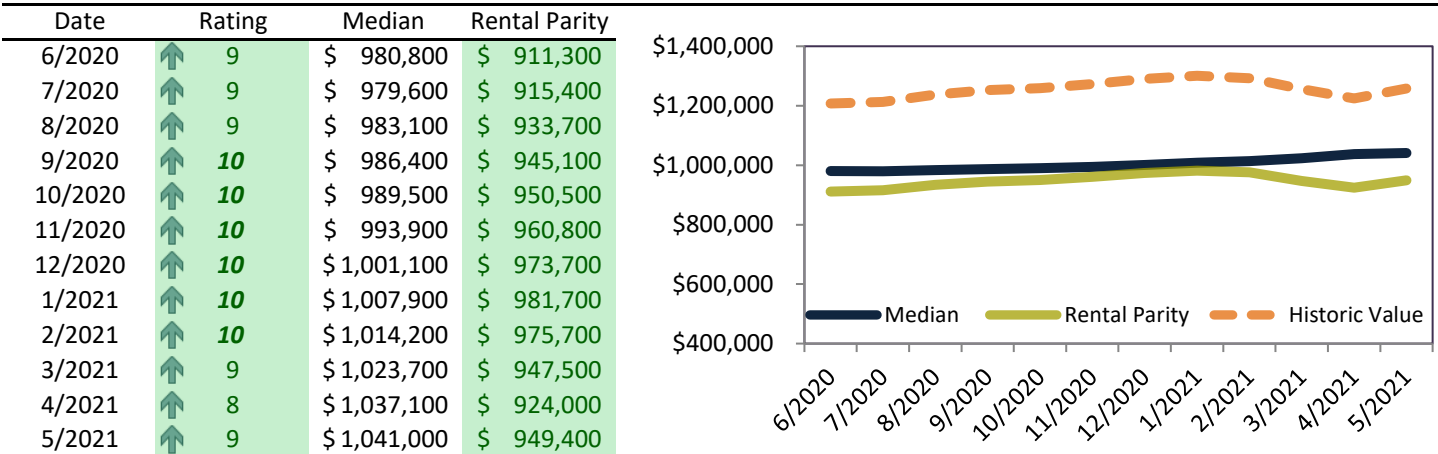 Date Rating Median Rental Parity
6/2020 9 $ 980,800 $ 911,300
7/2020 9 $ 979,600 $ 915,400
8/2020 9 $ 983,100 $ 933,700
9/2020 10 $ 986,400 $ 945,100
10/2020 10 $ 989,500 $ 950,500
11/2020 10 $ 993,900 $ 960,800
12/2020 10 $ 1,001,100 $ 973,700
1/2021 10 $ 1,007,900 $ 981,700
2/2021 10 $ 1,014,200 $ 975,700
3/2021 9 $ 1,023,700 $ 947,500
4/2021 8 $ 1,037,100 $ 924,000
5/2021 9 $ 1,041,000 $ 949,400
$1,400,000
$1,200,000
$1,000,000
$800,000
$600,000
$400,000
Median Rental Parity Historic Value
6/2020 7/2020 8/2020 9/2020 10/2020 11/2020 12/2020 1/2021 2/2021 3/2021 4/2021 5/2021